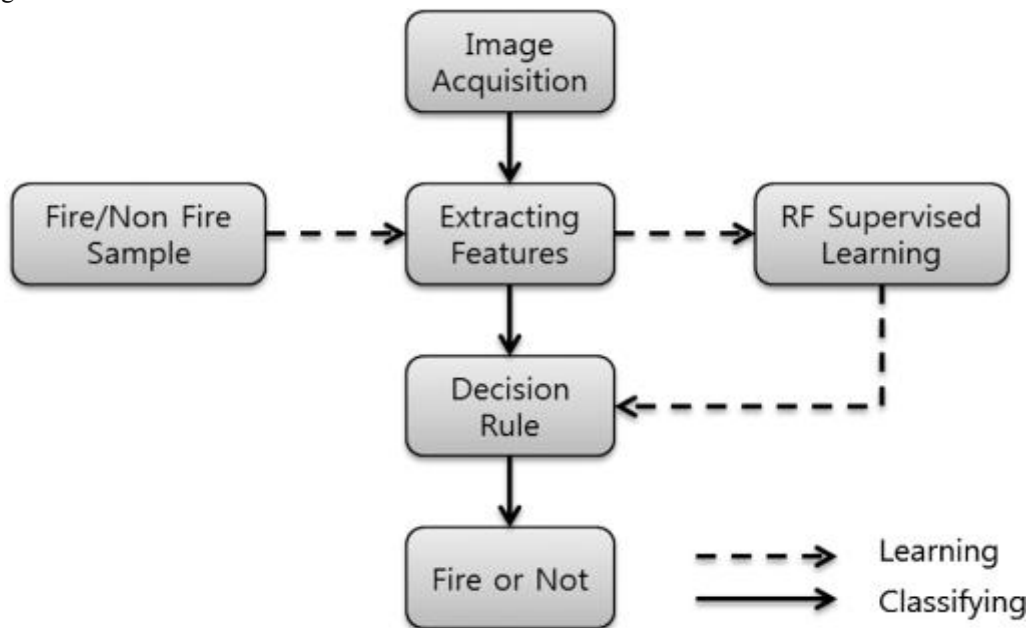 g
Image
Acquisition
Fire/Non Fire
Sample
Extracting
Features
RF Supervised
Learning
Decision
Rule
Fire or Not
Learning
Classifying